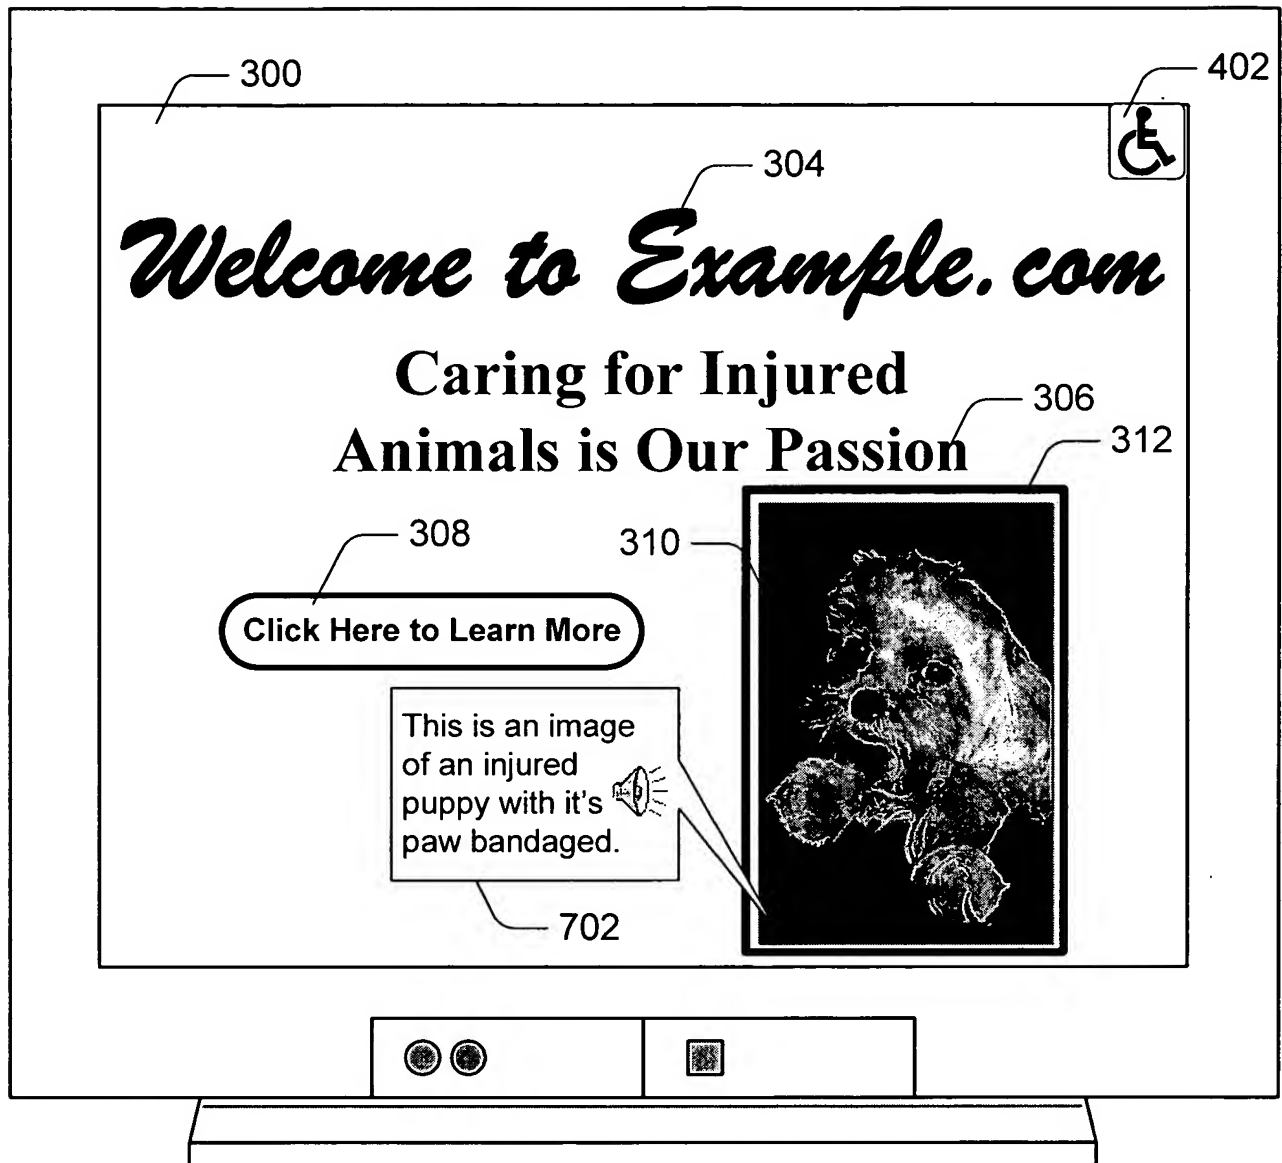 300
402
304
Welcome to Example.com
Caring for Injured
306
Animals is Our Passion
312
308
310
Click Here to Learn More
This is an image
of an injured
puppy with it's
paw bandaged.
702